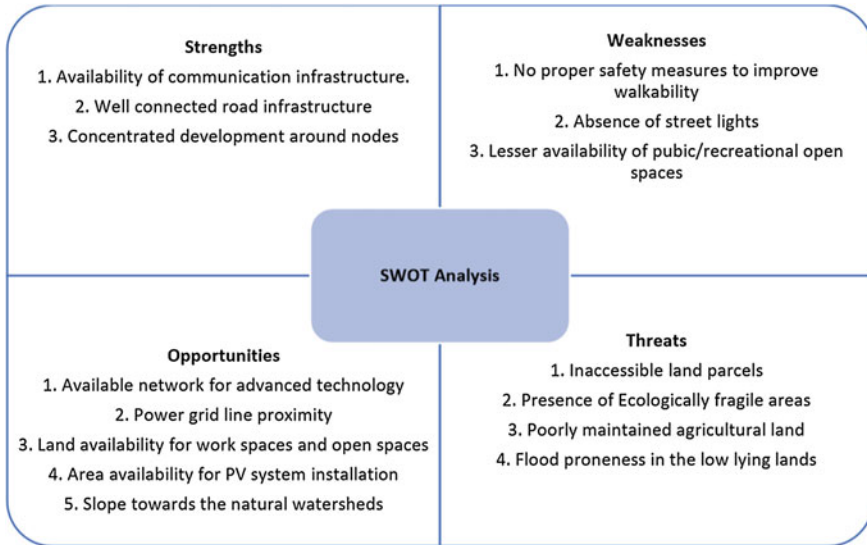 Strengths
1. Availability of communication infrastructure.
2. Well connected road infrastructure
3. Concentrated development around nodes
Weaknesses
1. No proper safety measures to improve
walkability
2. Absence of street lights
3. Lesser availability of pubic/recreational open
spaces
SWOT Analysis
Opportunities
1. Available network for advanced technology
2. Power grid line proximity
3. Land availability for work spaces and open spaces
4. Area availability for PV system installation
5. Slope towards the natural watersheds
Threats
1. Inaccessible land parcels
2. Presence of Ecologically fragile areas
3. Poorly maintained agricultural land
4. Flood proneness in the low lying lands